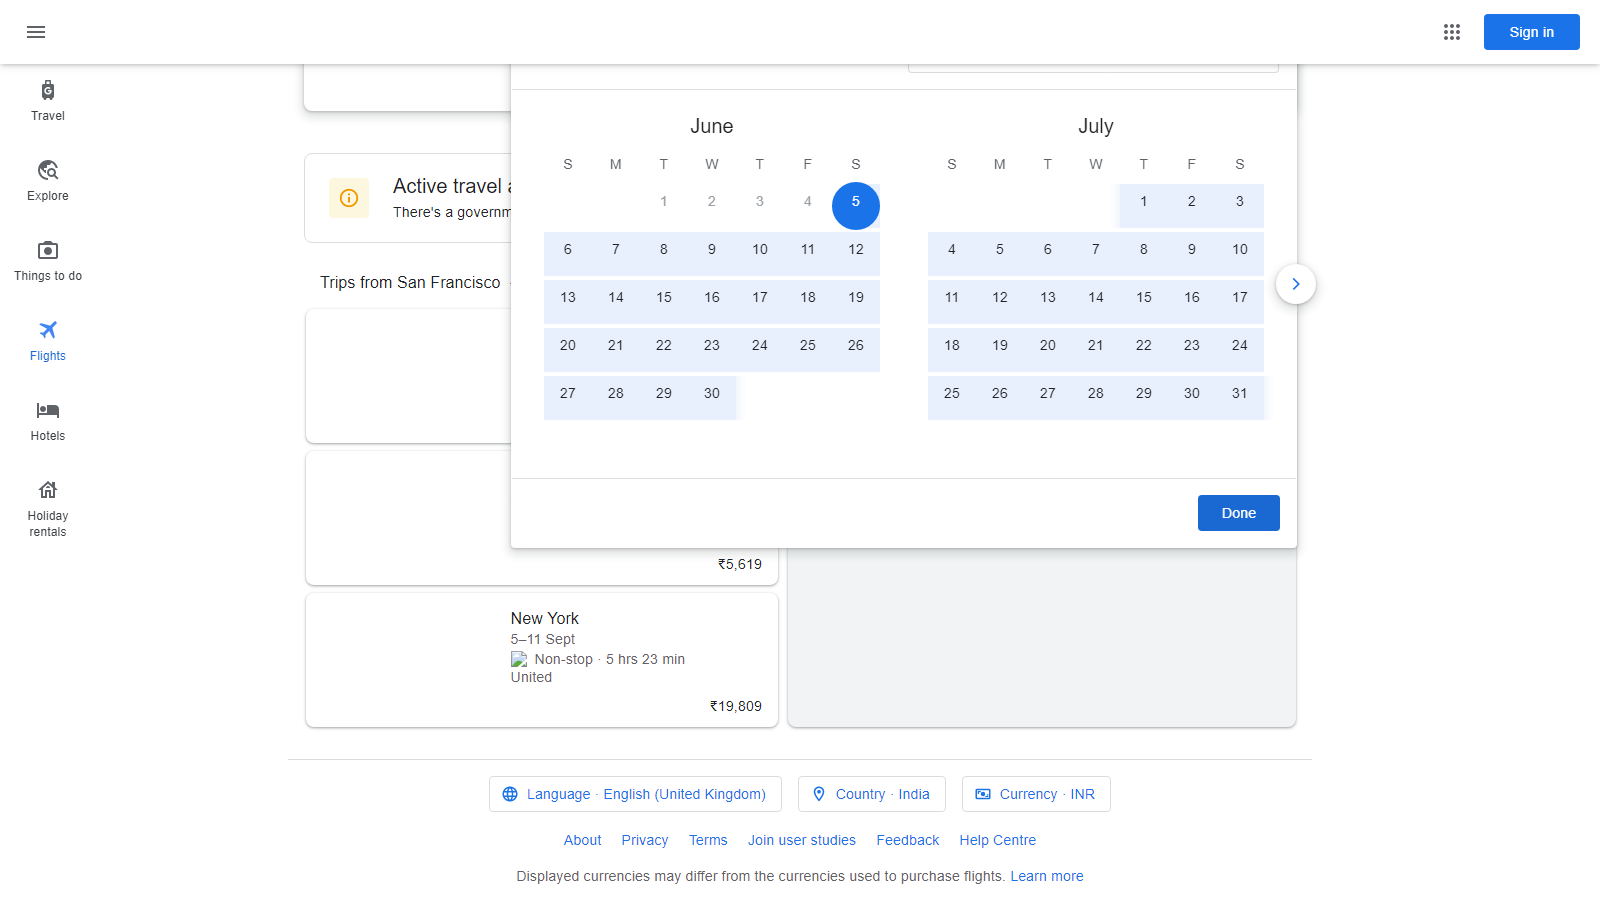 Sign in
Travel
Explore
Things to do
Flights
Hotels
Holiday
rentals
Active travel a
There's a governm
Trips from San Francisco
June
S M T W T F S
1 2 3 4 5
6 7 8 9 10 11 12
13 14 15 16 17 18 19
20 21 22 23 24 25 26
27 28 29 30
July
S M T W T F S
1 2 3
4 5 6 7 8 9 10
11 12 13 14 15 16 17
18 19 20 21 22 23 24
25 26 27 28 29 30 31
Done
₹5,619
New York
5–11 Sept
Non-stop · 5 hrs 23 min
United
₹19,809
Language · English (United Kingdom)
Country · India
Currency · INR
About Privacy Terms Join user studies Feedback Help Centre
Displayed currencies may differ from the currencies used to purchase flights. Learn more